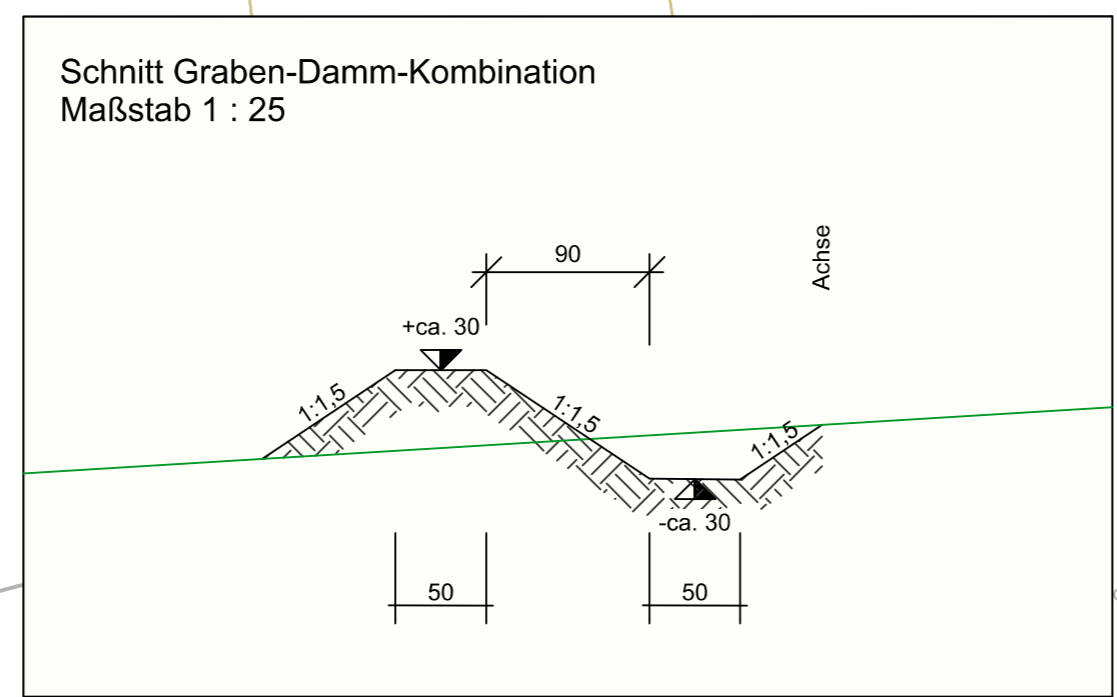 Schnitt Graben-Damm-Kombination
Maßstab 1 : 25
Achse
90
+ca. 30
1:1,5
1:1,5
1:1,5
-ca. 30
50
50